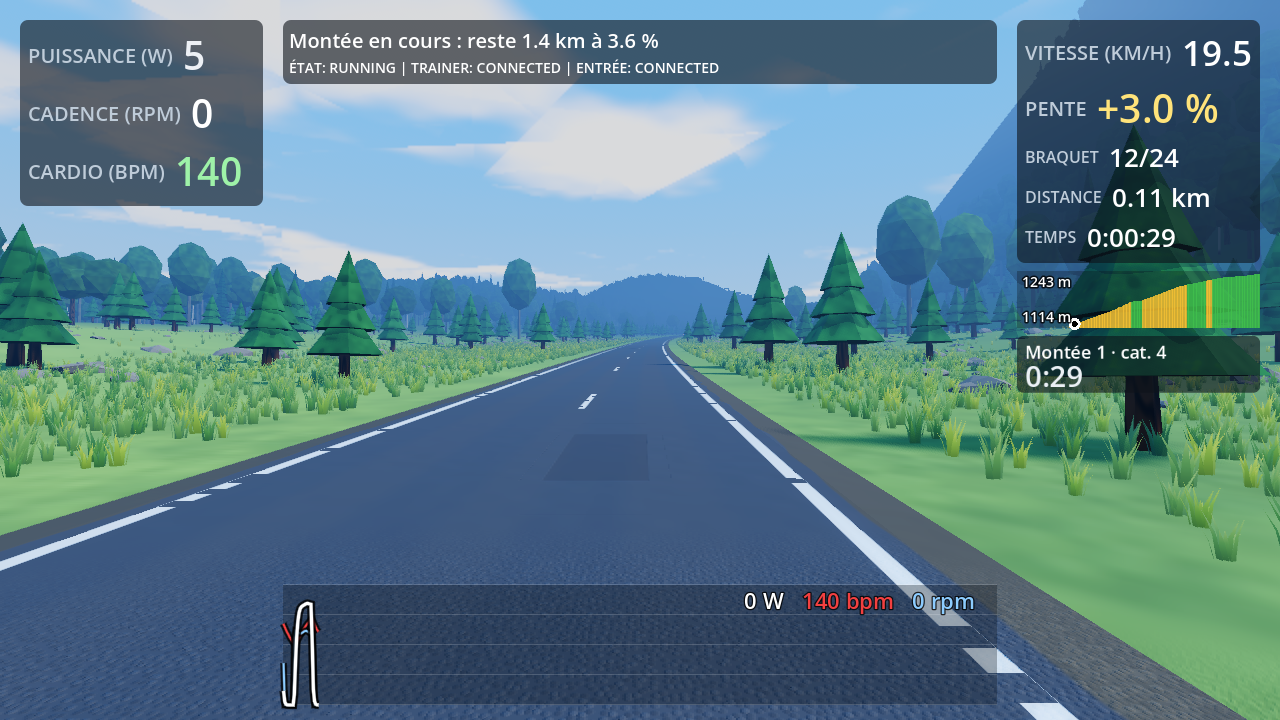 PUISSANCE (W) 5
CADENCE (RPM) 0
CARDIO (BPM) 140
Montée en cours : reste 1.4 km à 3.6 %
ÉTAT: RUNNING | TRAINER: CONNECTED | ENTRÉE: CONNECTED
VITESSE (KM/H) 19.5
PENTE +3.0 %
BRAQUET 12/24
DISTANCE 0.11 km
TEMPS 0:00:29
1243 m
1114 m
Montée 1 · cat. 4
0:29
0 W 140 bpm 0 rpm